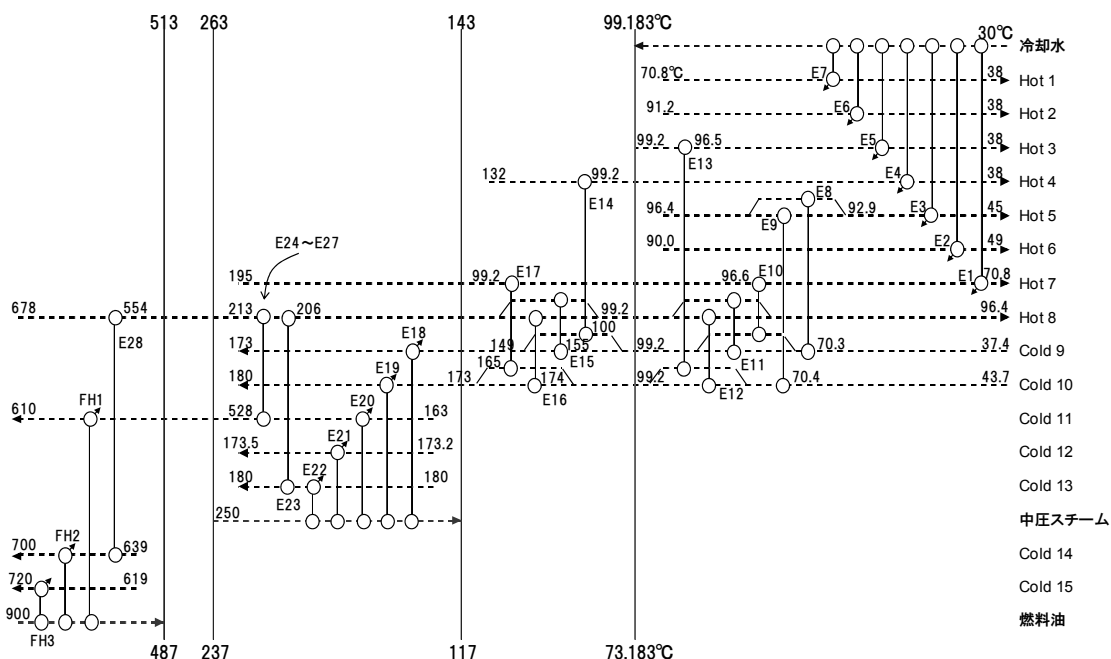 513 263 143 99.183℃
30℃ 冷却水
70.8℃ E7 38 Hot 1
91.2 E6 38 Hot 2
99.2 96.5 E5 38 Hot 3
E13
132 99.2 E4 38 Hot 4
E14 E8
96.4 E9 92.9 E3 45 Hot 5
E24～E27
90.0 E2 49 Hot 6
195 99.2 E17 96.6 E10 E1 70.8 Hot 7
678 554 213 206 99.2 96.4 Hot 8
E28 E18 100
173 149 155 99.2 70.3 37.4 Cold 9
E15 E11
180 E19 165 173 174 99.2 70.4 43.7 Cold 10
E16 E12
610 FH1 528 E20 163 Cold 11
173.5 E21 173.2 Cold 12
180 E22 180 Cold 13
E23
250 中圧スチーム
700 FH2 639 Cold 14
720 619 Cold 15
900 燃料油
FH3
487 237 117 73.183℃